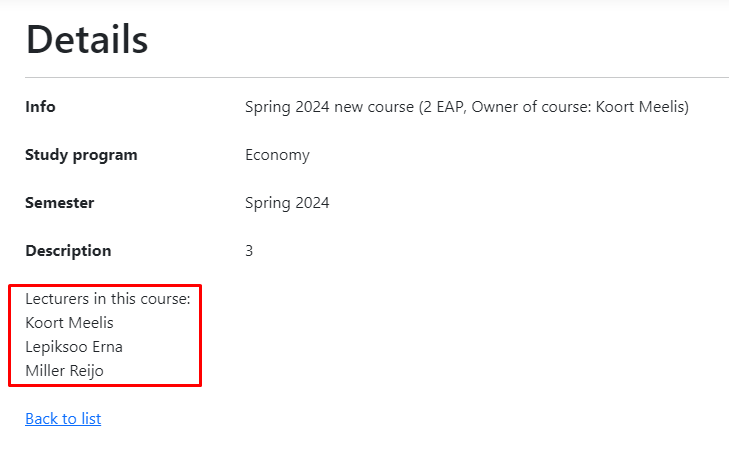 Details
Info Spring 2024 new course (2 EAP, Owner of course: Koort Meelis)
Study program Economy
Semester Spring 2024
Description 3
Lecturers in this course:
Koort Meelis
Lepiksoo Erna
Miller Reijo
Back to list